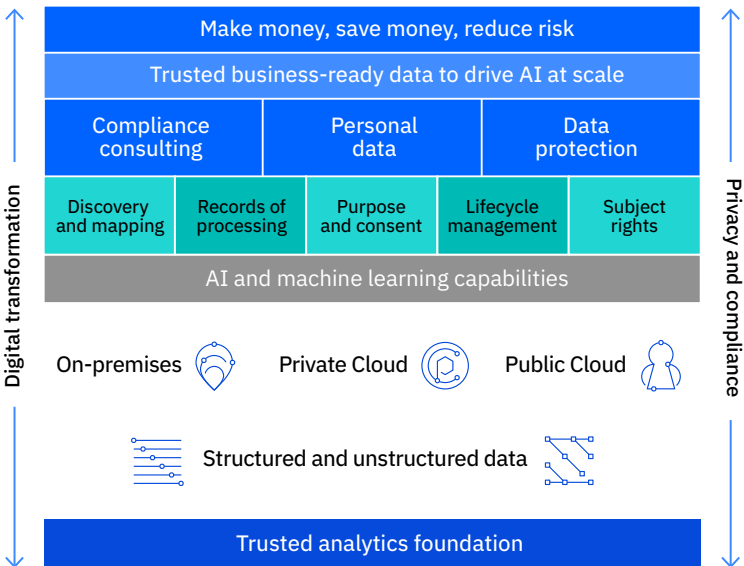 Make money, save money, reduce risk
Trusted business-ready data to drive AI at scale
Compliance
consulting
Personal
data
Data
protection
Discovery
and mapping
Records of
processing
Purpose
and consent
Lifecycle
management
Subject
rights
AI and machine learning capabilities
On-premises
Private Cloud
Public Cloud
Structured and unstructured data
Trusted analytics foundation
Digital transformation
Privacy and compliance